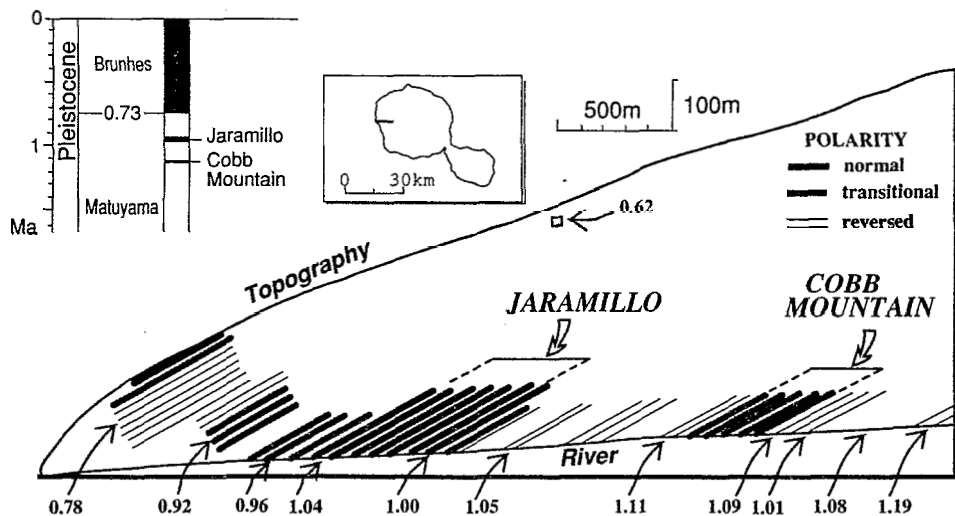 0
Pleistocene
Brunhes
0.73
Jaramillo
1
Cobb
Mountain
Matuyama
Ma
0 30km
500m
100m
POLARITY
normal
transitional
reversed
0.62
Topography
JARAMILLO
COBB
MOUNTAIN
River
0.78 0.92 0.96 1.04 1.00 1.05 1.11 1.09 1.01 1.08 1.19